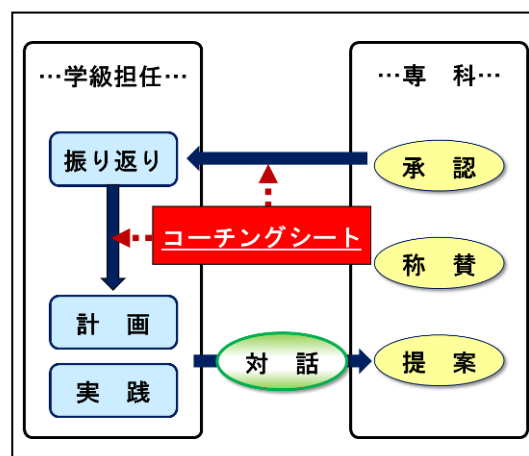 …学級担任…
…専　科…
振り返り
承　認
コーチングシート
称　賛
計　画
対　話
提　案
実　践